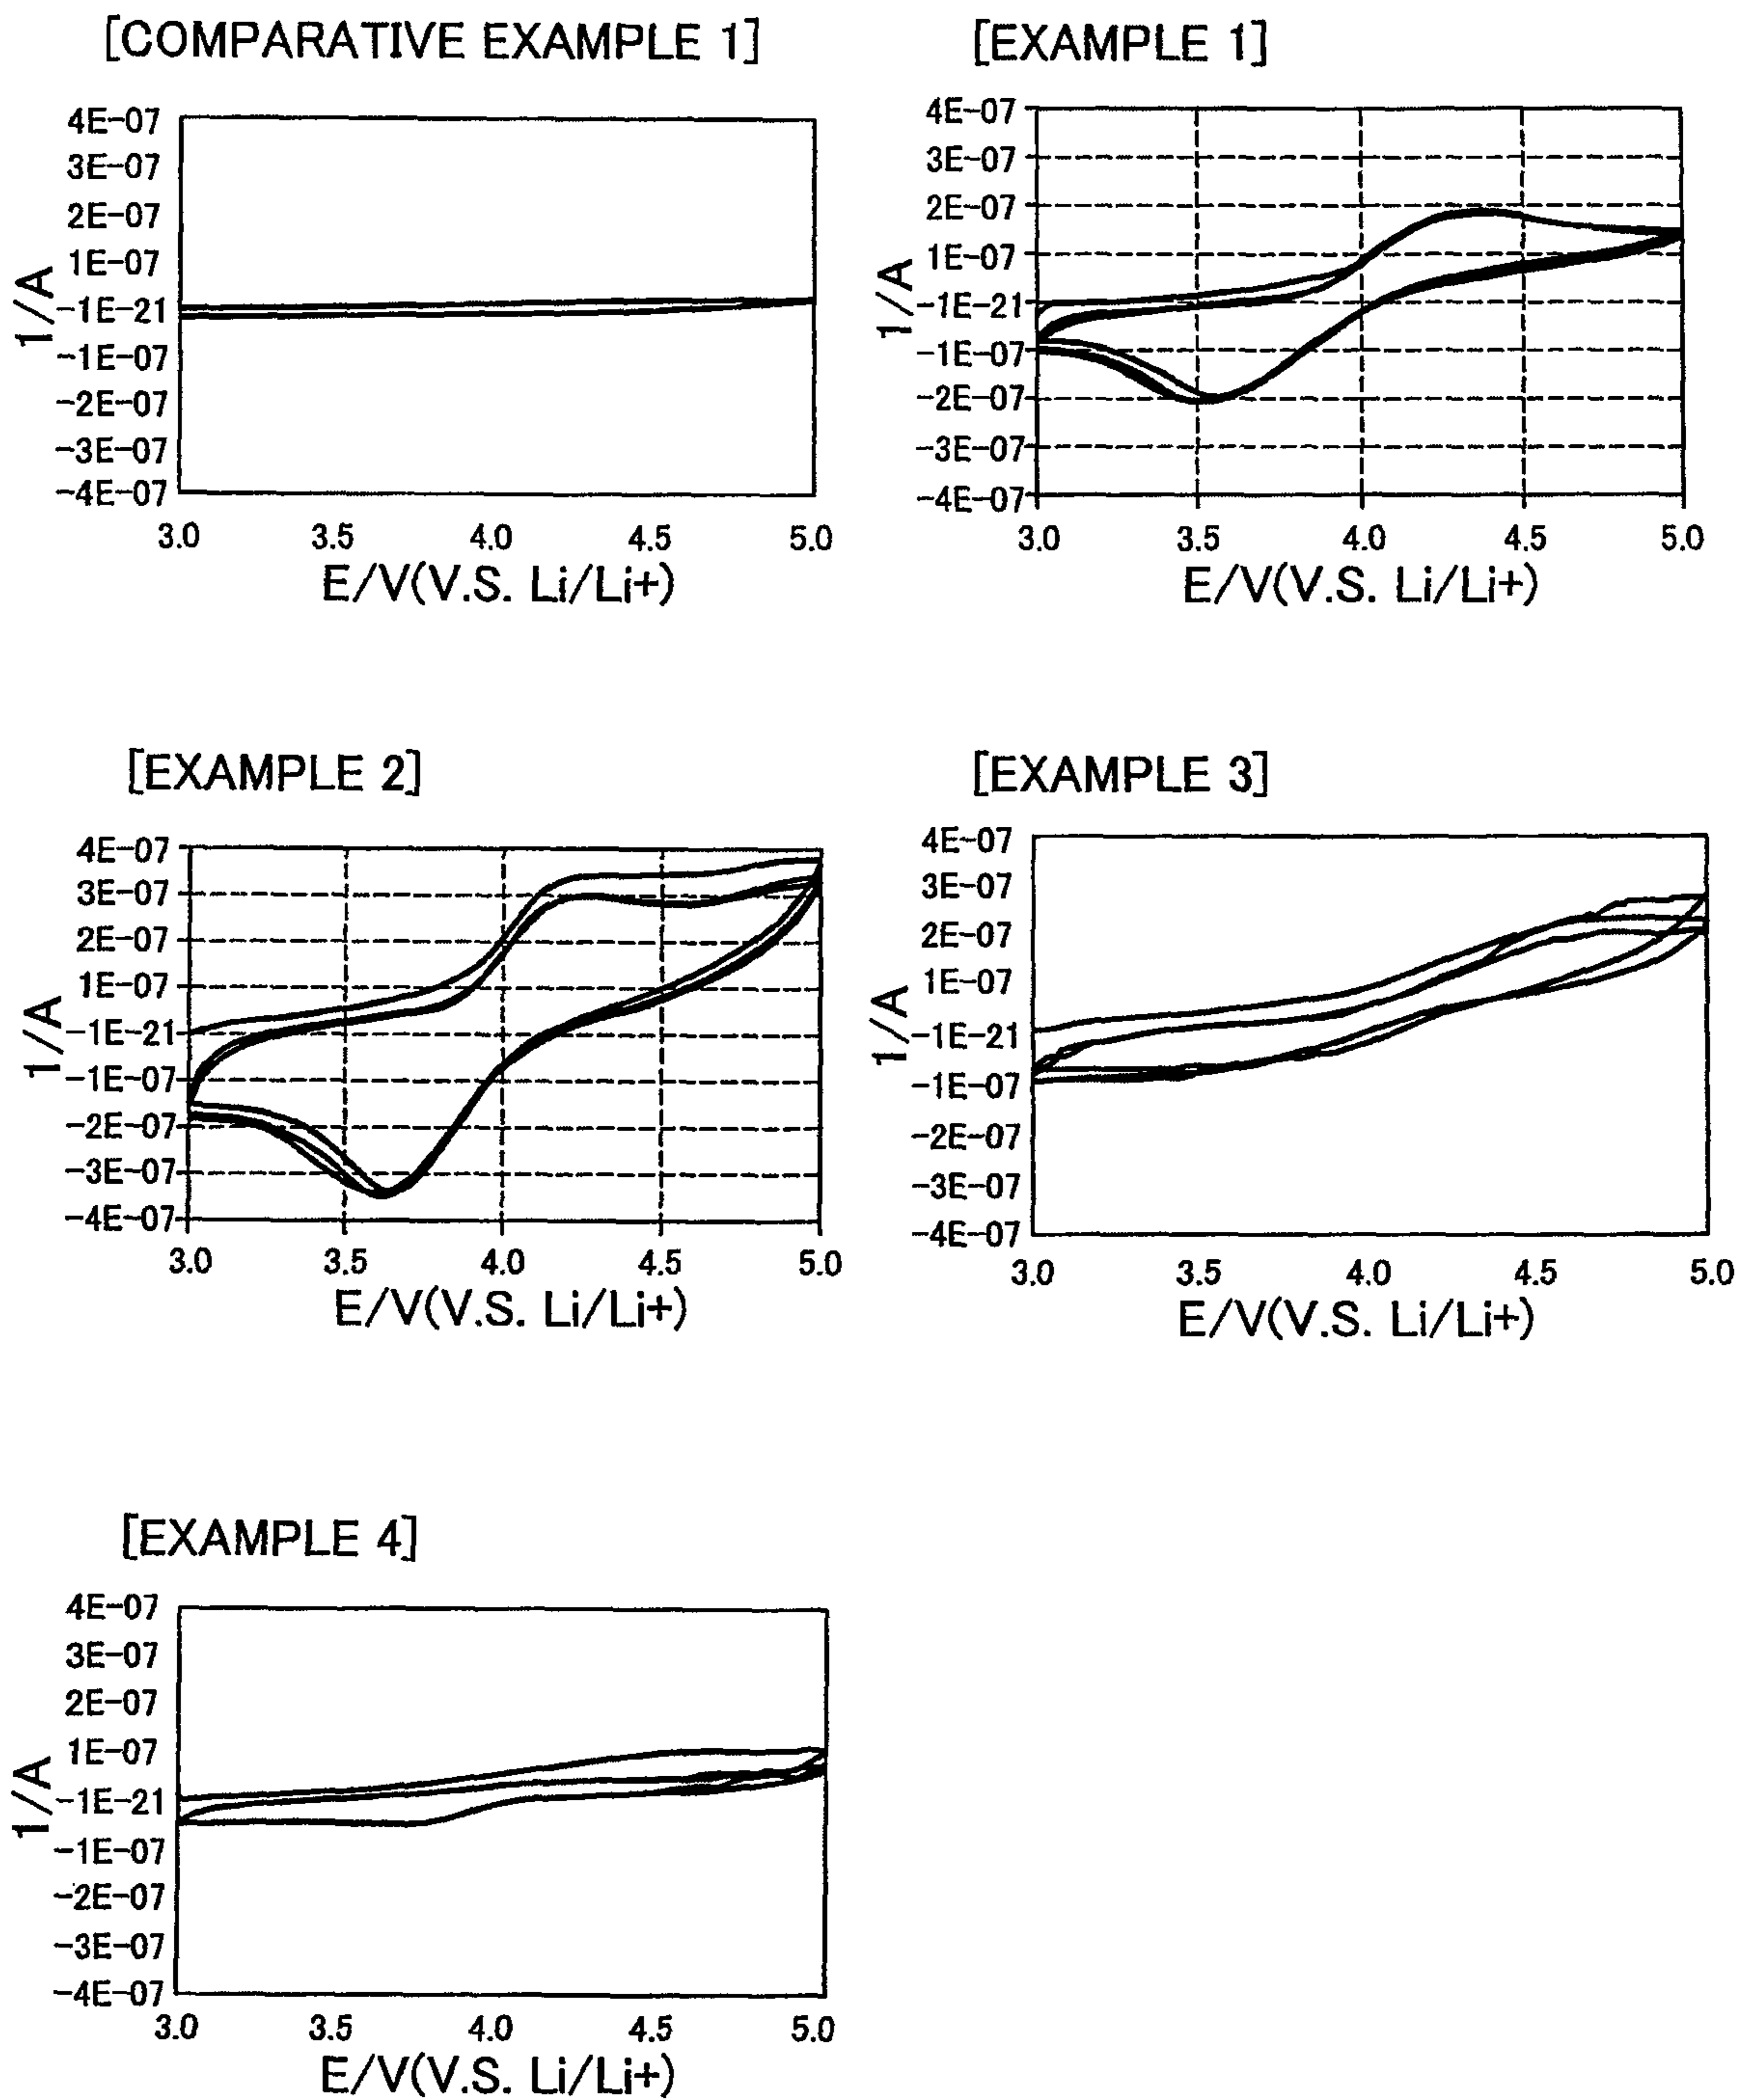 [COMPARATIVE EXAMPLE 1]
4E-07
3E-07
2E-07
1E-07
-1E-21
-1E-07
-2E-07
-3E-07
-4E-07
1/A
3.0 3.5 4.0 4.5 5.0
E/V(V.S. Li/Li+)
[EXAMPLE 1]
4E-07
3E-07
2E-07
1E-07
-1E-21
-1E-07
-2E-07
-3E-07
-4E-07
1/A
3.0 3.5 4.0 4.5 5.0
E/V(V.S. Li/Li+)
[EXAMPLE 2]
4E-07
3E-07
2E-07
1E-07
-1E-21
-1E-07
-2E-07
-3E-07
-4E-07
1/A
3.0 3.5 4.0 4.5 5.0
E/V(V.S. Li/Li+)
[EXAMPLE 3]
4E-07
3E-07
2E-07
1E-07
-1E-21
-1E-07
-2E-07
-3E-07
-4E-07
1/A
3.0 3.5 4.0 4.5 5.0
E/V(V.S. Li/Li+)
[EXAMPLE 4]
4E-07
3E-07
2E-07
1E-07
-1E-21
-1E-07
-2E-07
-3E-07
-4E-07
1/A
3.0 3.5 4.0 4.5 5.0
E/V(V.S. Li/Li+)